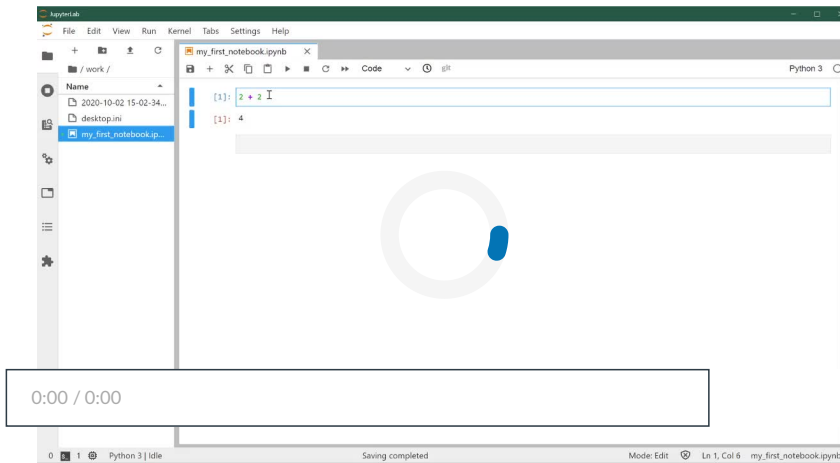 JupyterLab
File Edit View Run Kernel Tabs Settings Help
my_first_notebook.ipynb
/ work /
Code
git
Python 3
Name
2020-10-02 15-02-34...
desktop.ini
my_first_notebook.ip...
[1]: 2 + 2
[1]: 4
0:00 / 0:00
0 1 Python 3 | Idle
Saving completed
Mode: Edit Ln 1, Col 6 my_first_notebook.ipynb